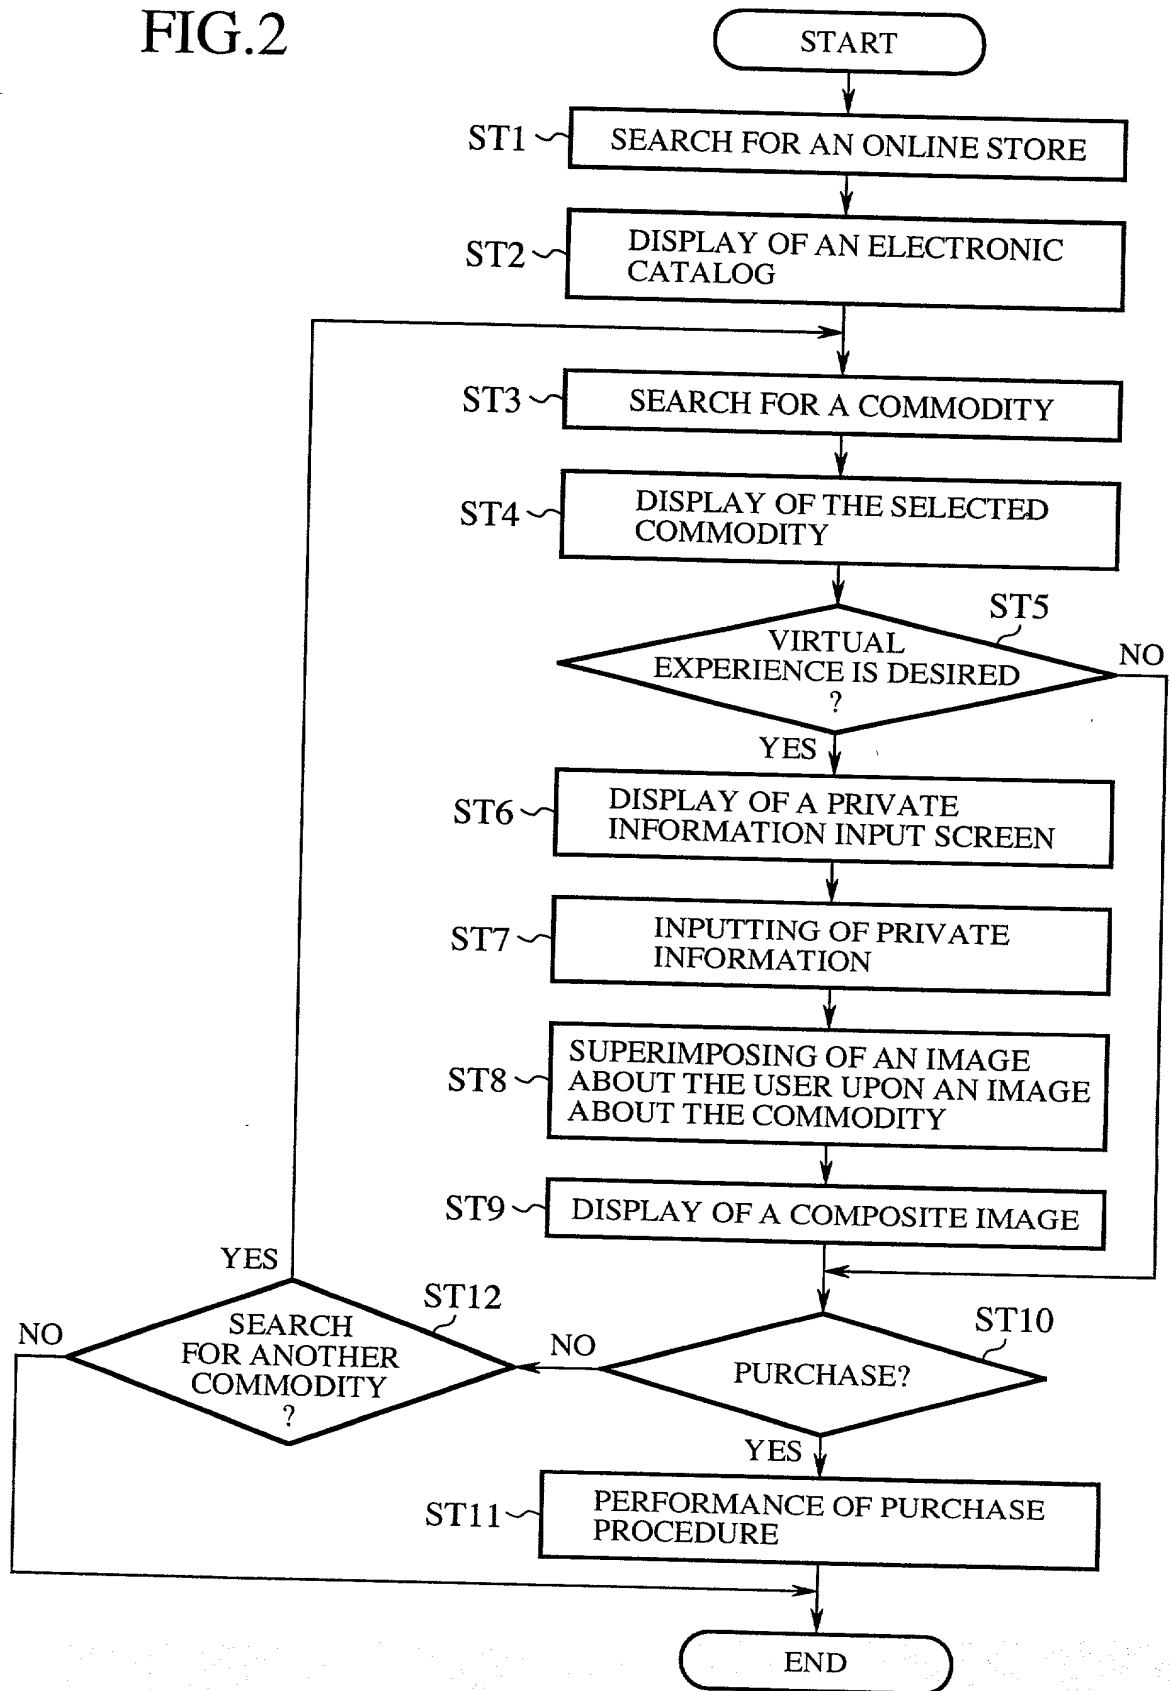 FIG.2
START
ST1
SEARCH FOR AN ONLINE STORE
ST2
DISPLAY OF AN ELECTRONIC
CATALOG
ST3
SEARCH FOR A COMMODITY
ST4
DISPLAY OF THE SELECTED
COMMODITY
ST5
VIRTUAL
EXPERIENCE IS DESIRED
?
NO
YES
ST6
DISPLAY OF A PRIVATE
INFORMATION INPUT SCREEN
ST7
INPUTTING OF PRIVATE
INFORMATION
ST8
SUPERIMPOSING OF AN IMAGE
ABOUT THE USER UPON AN IMAGE
ABOUT THE COMMODITY
ST9
DISPLAY OF A COMPOSITE IMAGE
YES
ST12
SEARCH
FOR ANOTHER
COMMODITY
?
NO
NO
ST10
PURCHASE?
YES
ST11
PERFORMANCE OF PURCHASE
PROCEDURE
END